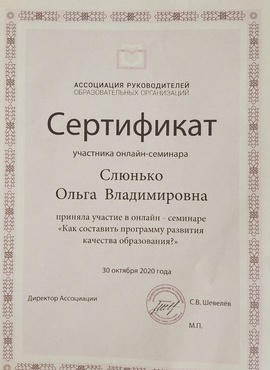 АССОЦИАЦИЯ РУКОВОДИТЕЛЕЙ
ОБРАЗОВАТЕЛЬНЫХ ОРГАНИЗАЦИЙ
Сертификат
участника онлайн-семинара
Слюнько
Ольга Владимировна
приняла участие в онлайн - семинаре
«Как составить программу развития
качества образования?»
30 октября 2020 года
Директор Ассоциации
С.В. Шевелёв
М.П.